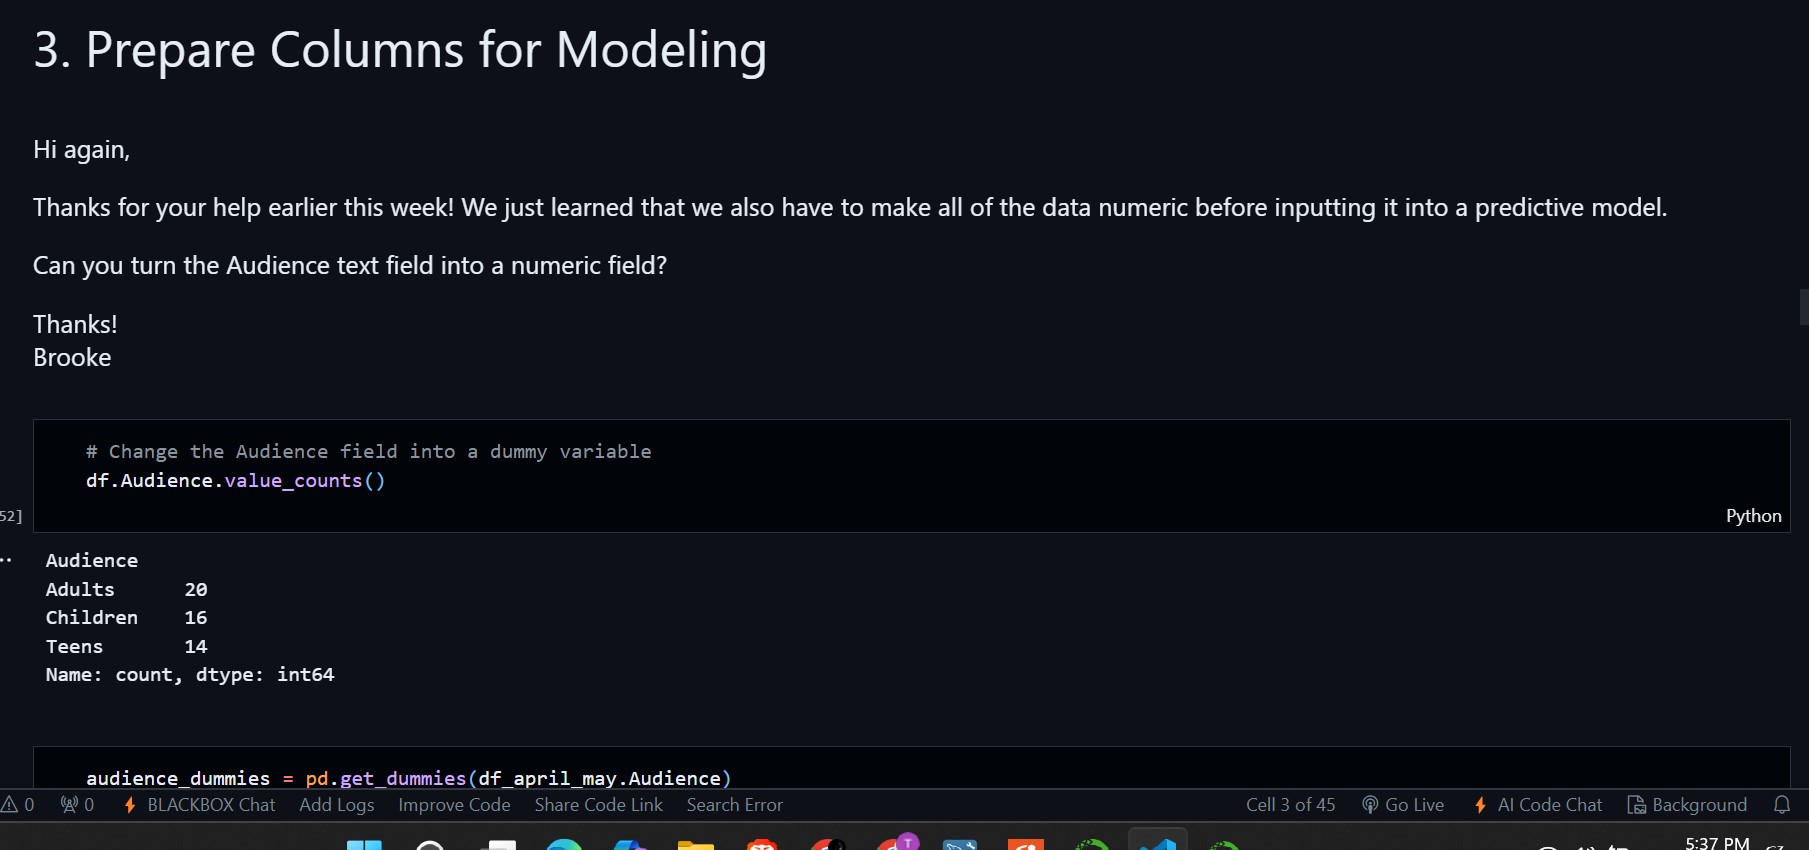 3. Prepare Columns for Modeling
Hi again,
Thanks for your help earlier this week! We just learned that we also have to make all of the data numeric before inputting it into a predictive model.
Can you turn the Audience text field into a numeric field?
Thanks!
Brooke
# Change the Audience field into a dummy variable
df.Audience.value_counts()
52]
Python
Audience
Adults 20
Children 16
Teens 14
Name: count, dtype: int64
audience_dummies = pd.get_dummies(df_april_may.Audience)
0 0 BLACKBOX Chat Add Logs Improve Code Share Code Link Search Error Cell 3 of 45 Go Live AI Code Chat Background
T
5:37 PM